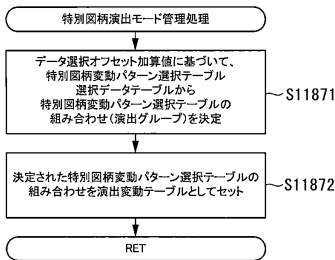 特別図柄演出モード管理処理
データ選択オフセット加算値に基づいて、
特別図柄変動パターン選択テーブル
選択データテーブルから
特別図柄変動パターン選択テーブルの
組み合わせ(演出グループ)を決定
S11871
決定された特別図柄変動パターン選択テーブルの
組み合わせを演出変動テーブルとしてセット
S11872
RET